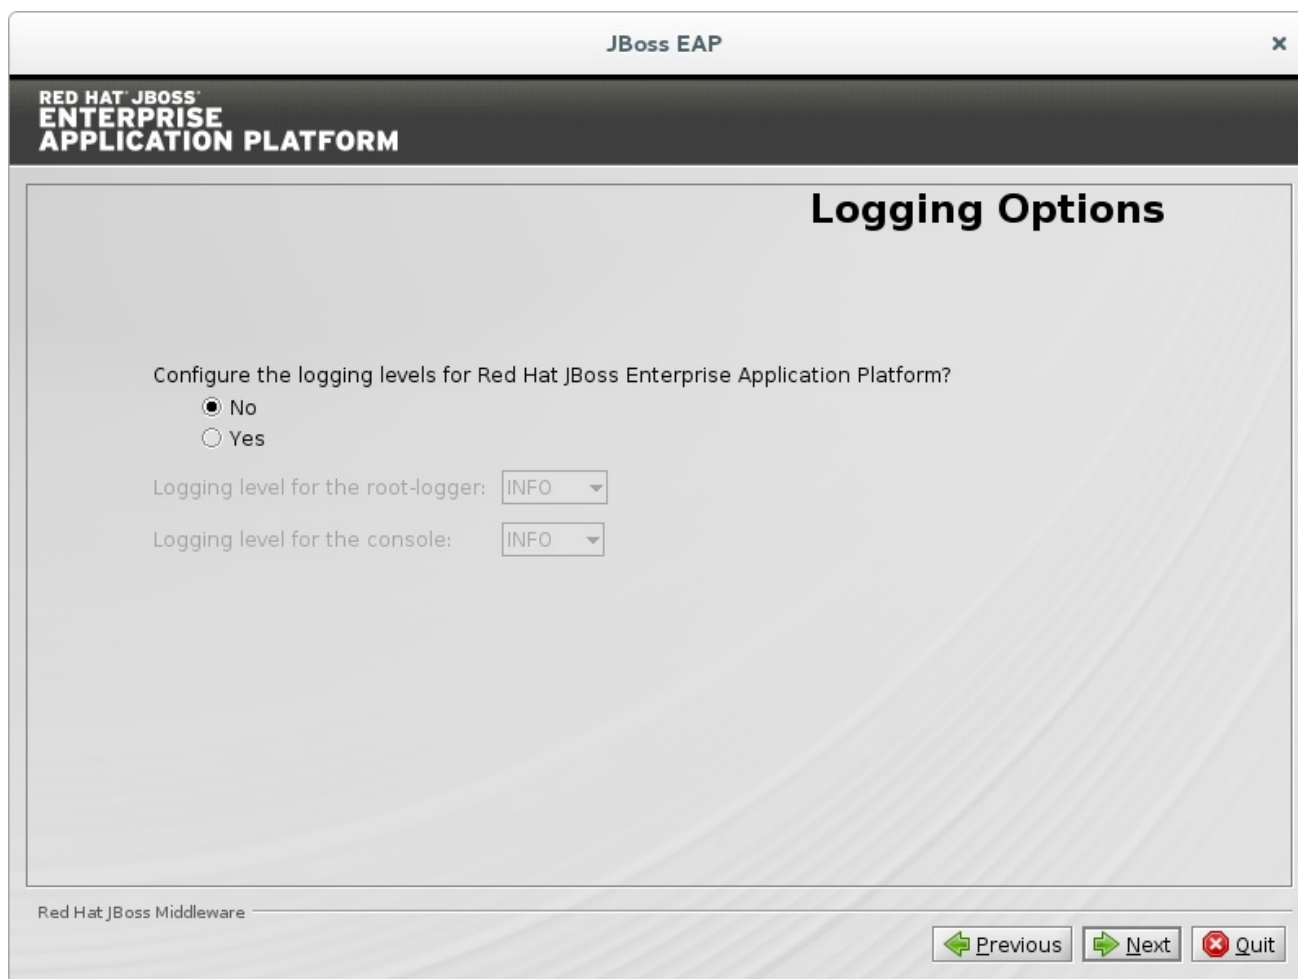 JBoss EAP
RED HAT® JBOSS®
ENTERPRISE
APPLICATION PLATFORM
Logging Options
Configure the logging levels for Red Hat JBoss Enterprise Application Platform?
No
Yes
Logging level for the root-logger: INFO
Logging level for the console: INFO
Red Hat JBoss Middleware
Previous Next Quit